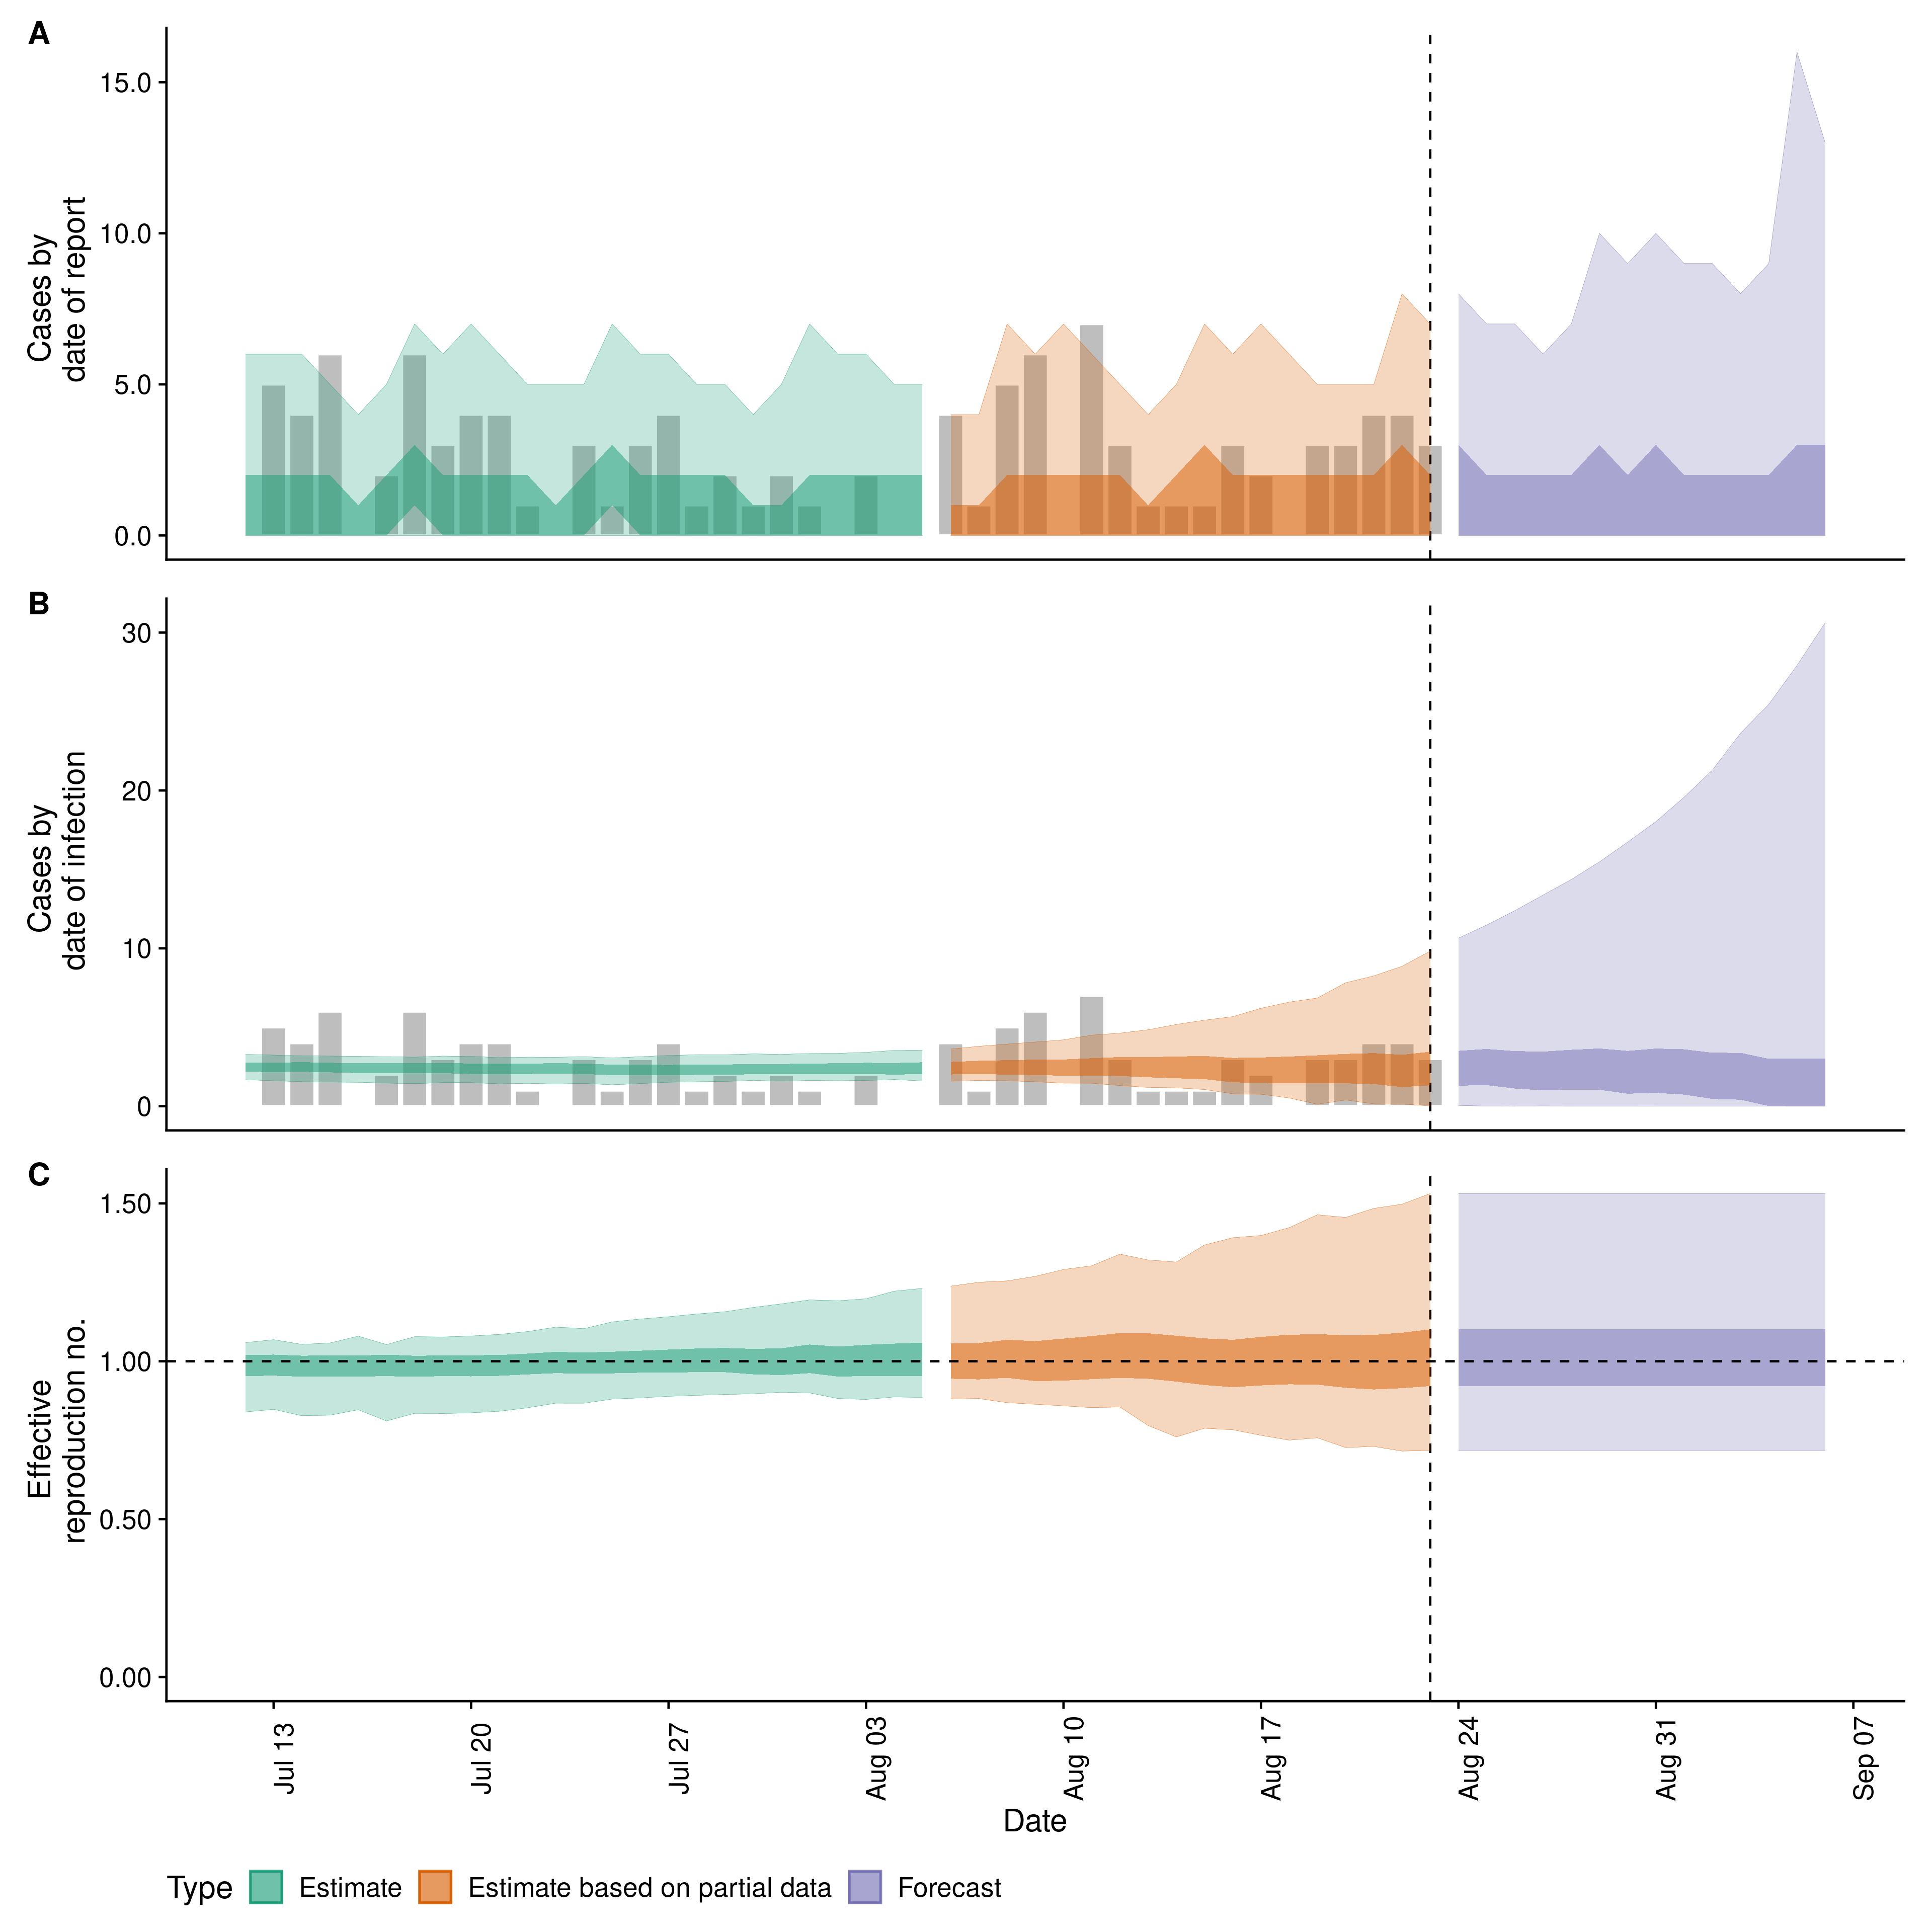 A
Cases by
date of report
15.0
10.0
5.0
0.0
B
Cases by
date of infection
30
20
10
0
C
Effective
reproduction no.
1.50
1.00
0.50
0.00
Jul 13
Jul 20
Jul 27
Aug 03
Aug 10
Aug 17
Aug 24
Aug 31
Sep 07
Date
Type Estimate Estimate based on partial data Forecast